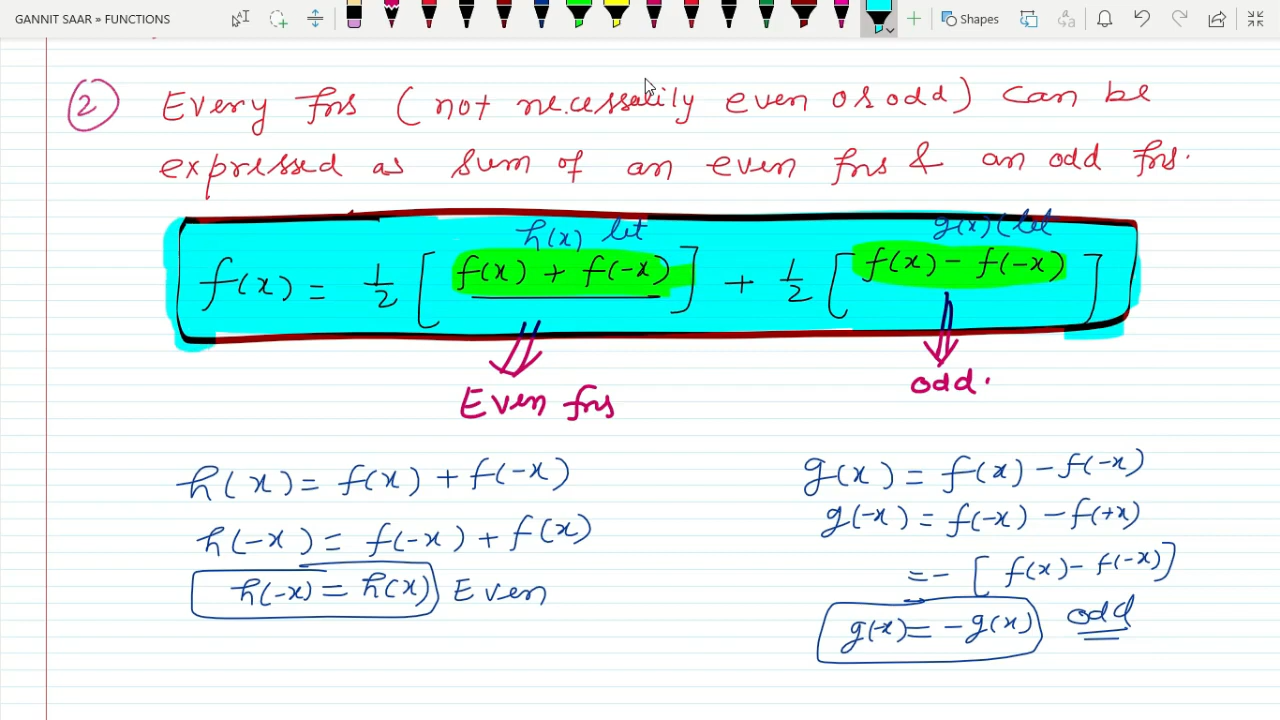 GANNIT SAAR » FUNCTIONS
Shapes
② Every fns (not necessarily even or odd) can be
expressed as sum of an even fns & an odd fns.
h(x) let g(x) (let
f(x) = 1/2 [f(x) + f(-x)] + 1/2 [f(x) - f(-x)]
Even fns odd.
h(x) = f(x) + f(-x)
h(-x) = f(-x) + f(x)
h(-x) = h(x) Even
g(x) = f(x) - f(-x)
g(-x) = f(-x) - f(+x)
= - [f(x) - f(-x)]
g(-x) = -g(x) odd